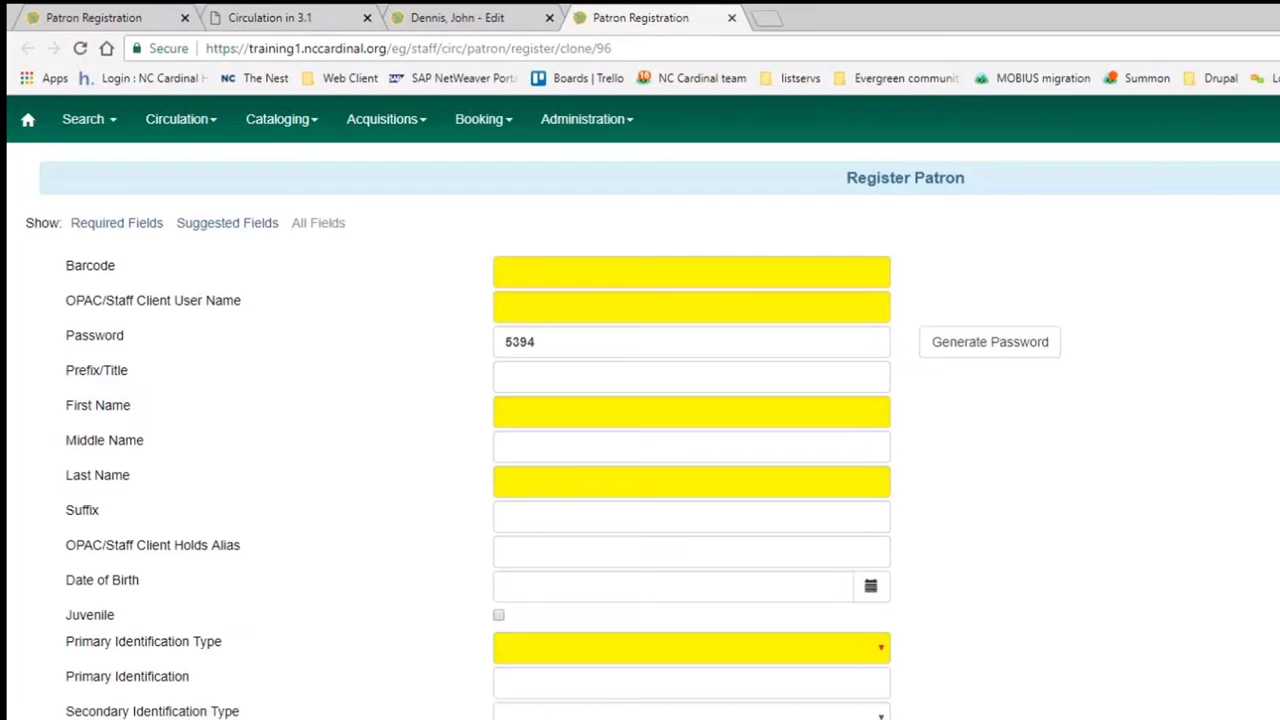 Patron Registration
Circulation in 3.1
Dennis, John - Edit
Patron Registration
Secure https://training1.nccardinal.org/eg/staff/circ/patron/register/clone/96
Apps Login : NC Cardinal NC The Nest Web Client SAP NetWeaver Port Boards | Trello NC Cardinal team listservs Evergreen communi MOBIUS migration Summon Drupal
Search Circulation Cataloging Acquisitions Booking Administration
Register Patron
Show: Required Fields Suggested Fields All Fields
Barcode
OPAC/Staff Client User Name
Password 5394 Generate Password
Prefix/Title
First Name
Middle Name
Last Name
Suffix
OPAC/Staff Client Holds Alias
Date of Birth
Juvenile
Primary Identification Type
Primary Identification
Secondary Identification Type